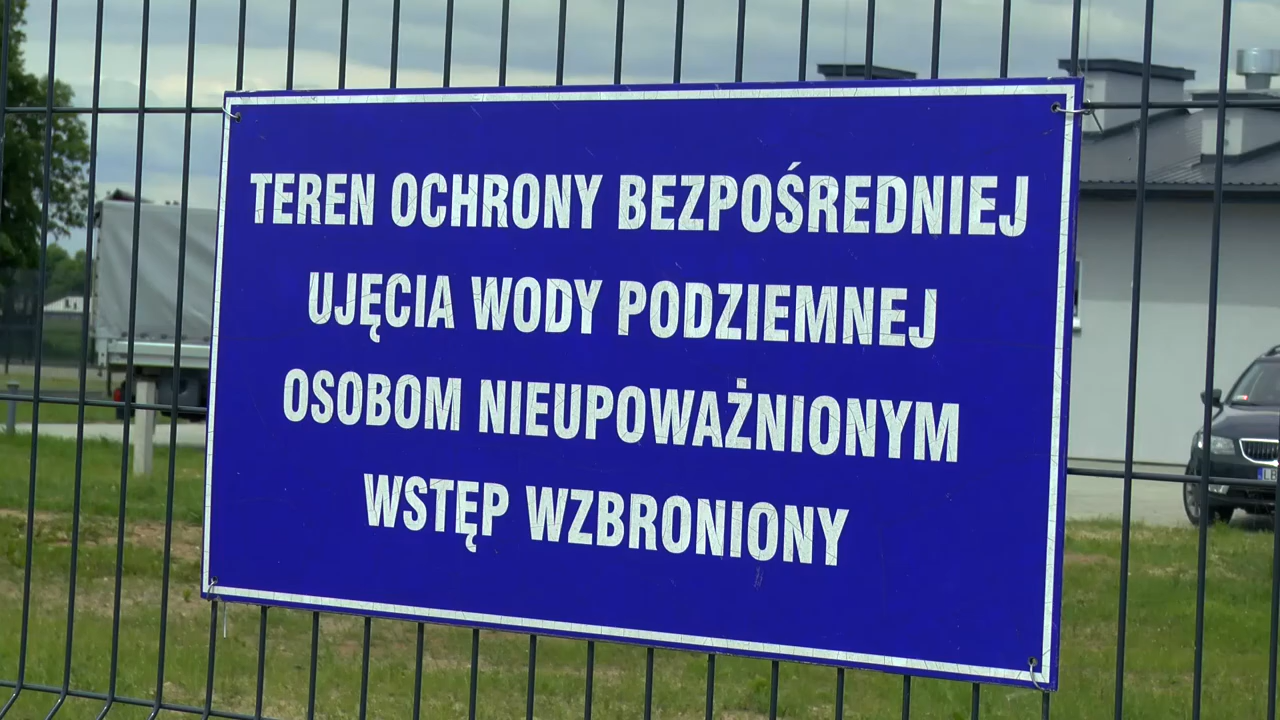 TEREN OCHRONY BEZPOŚREDNIEJ
UJĘCIA WODY PODZIEMNEJ
OSOBOM NIEUPOWAŻNIONYM
WSTĘP WZBRONIONY